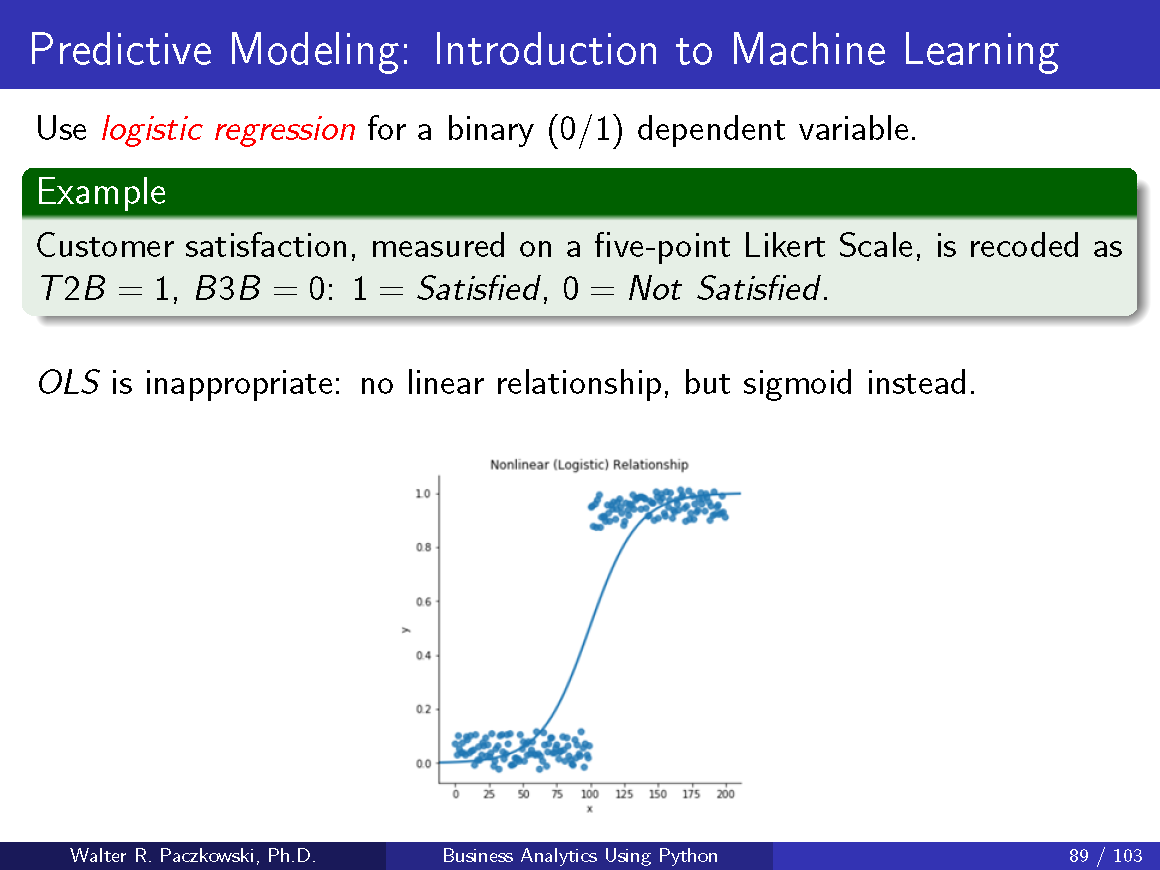 Predictive Modeling: Introduction to Machine Learning
Use logistic regression for a binary (0/1) dependent variable.
Example
Customer satisfaction, measured on a five-point Likert Scale, is recoded as
T2B = 1, B3B = 0: 1 = Satisfied, 0 = Not Satisfied.
OLS is inappropriate: no linear relationship, but sigmoid instead.
Nonlinear (Logistic) Relationship
1.0
0.8
0.6
y
0.4
0.2
0.0
0 25 50 75 100 125 150 175 200
x
Walter R. Paczkowski, Ph.D. Business Analytics Using Python 89 / 103